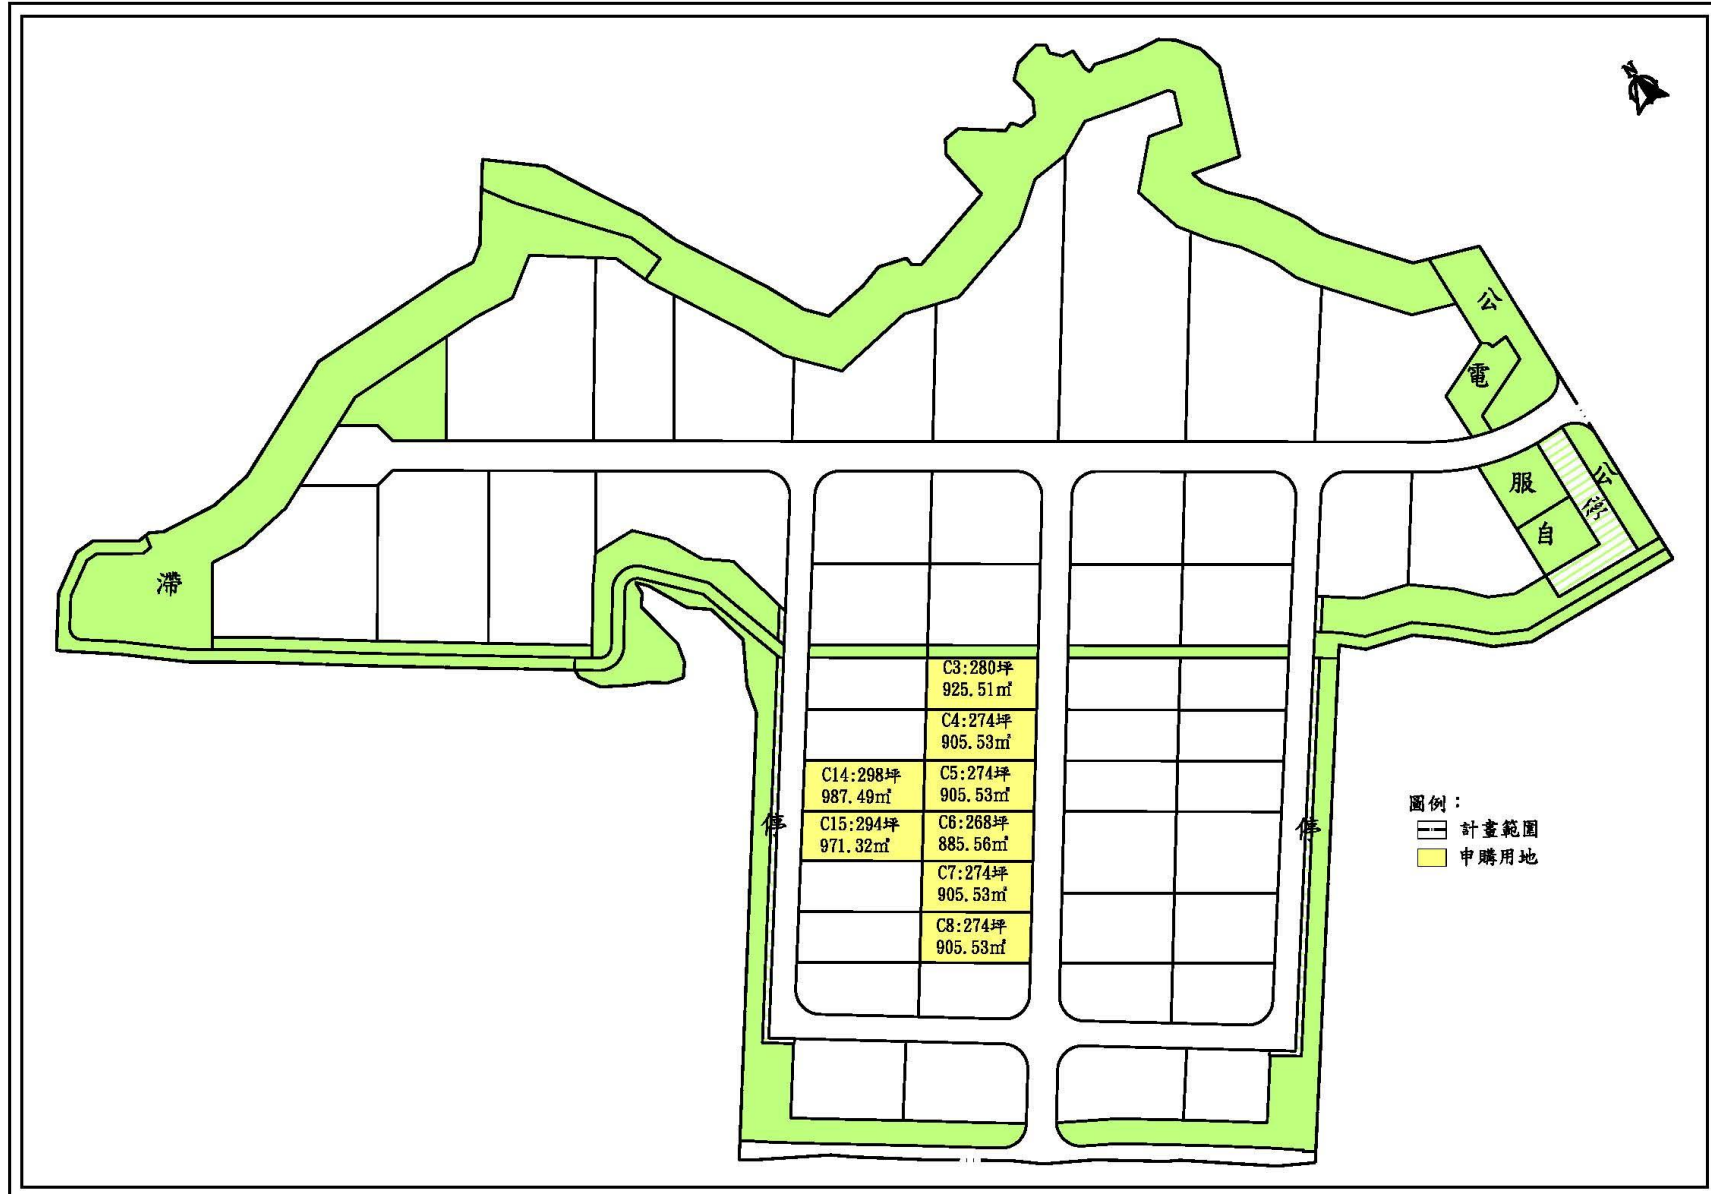 N
公
電
服
公
自
滯
C3:280坪
925.51㎡
C4:274坪
905.53㎡
C14:298坪
987.49㎡
C5:274坪
905.53㎡
C15:294坪
971.32㎡
C6:268坪
885.56㎡
C7:274坪
905.53㎡
C8:274坪
905.53㎡
停
停
圖例：
計畫範圍
申購用地